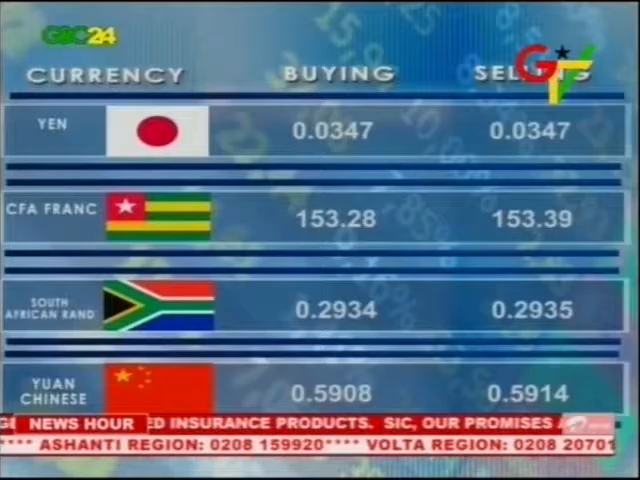 GBC24
GTV
CURRENCY BUYING SELLING
YEN 0.0347 0.0347
CFA FRANC 153.28 153.39
SOUTH
AFRICAN RAND 0.2934 0.2935
YUAN
CHINESE 0.5908 0.5914
NEWS HOUR ED INSURANCE PRODUCTS. SIC, OUR PROMISES A
**** ASHANTI REGION: 0208 159920**** VOLTA REGION: 0208 20701